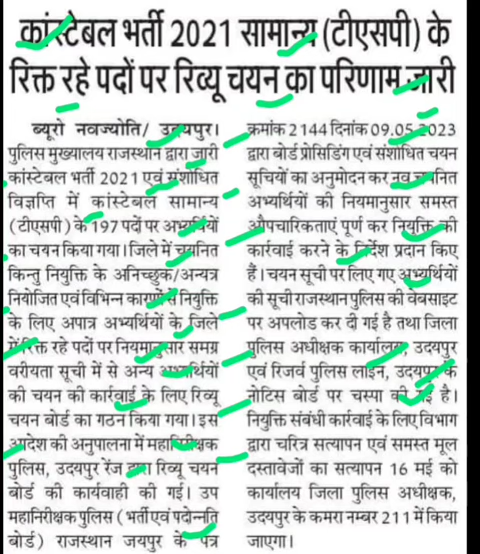 कांस्टेबल भर्ती 2021 सामान्य (टीएसपी) के
रिक्त रहे पदों पर रिव्यू चयन का परिणाम जारी
ब्यूरो नवज्योति/ उदयपुर।
पुलिस मुख्यालय राजस्थान द्वारा जारी
कांस्टेबल भर्ती 2021 एवं संशोधित
विज्ञप्ति में कांस्टेबल सामान्य
(टीएसपी) के 197 पदों पर अभ्यर्थियों
का चयन किया गया। जिले में चयनित
किन्तु नियुक्ति के अनिच्छुक/अन्यत्र
नियोजित एवं विभिन्न कारणों से नियुक्ति
के लिए अपात्र अभ्यर्थियों के जिले
में रिक्त रहे पदों पर नियमानुसार समग्र
वरीयता सूची में से अन्य अभ्यर्थियों
की चयन की कार्रवाई के लिए रिव्यू
चयन बोर्ड का गठन किया गया। इस
आदेश की अनुपालना में महानिरीक्षक
पुलिस, उदयपुर रेंज द्वारा रिव्यू चयन
बोर्ड की कार्यवाही की गई। उप
महानिरीक्षक पुलिस (भर्ती एवं पदोन्नति
बोर्ड) राजस्थान जयपुर के पत्र
क्रमांक 2144 दिनांक 09.05.2023
द्वारा बोर्ड प्रोसिडिंग एवं संशोधित चयन
सूचियों का अनुमोदन कर नव चयनित
अभ्यर्थियों की नियमानुसार समस्त
औपचारिकताएं पूर्ण कर नियुक्ति की
कार्रवाई करने के निर्देश प्रदान किए
हैं। चयन सूची पर लिए गए अभ्यर्थियों
की सूची राजस्थान पुलिस की वेबसाइट
पर अपलोड कर दी गई है तथा जिला
पुलिस अधीक्षक कार्यालय, उदयपुर
एवं रिजर्व पुलिस लाईन, उदयपुर के
नोटिस बोर्ड पर चस्पा की गई है।
नियुक्ति संबंधी कार्रवाई के लिए विभाग
द्वारा चरित्र सत्यापन एवं समस्त मूल
दस्तावेजों का सत्यापन 16 मई को
कार्यालय जिला पुलिस अधीक्षक,
उदयपुर के कमरा नम्बर 211 में किया
जाएगा।